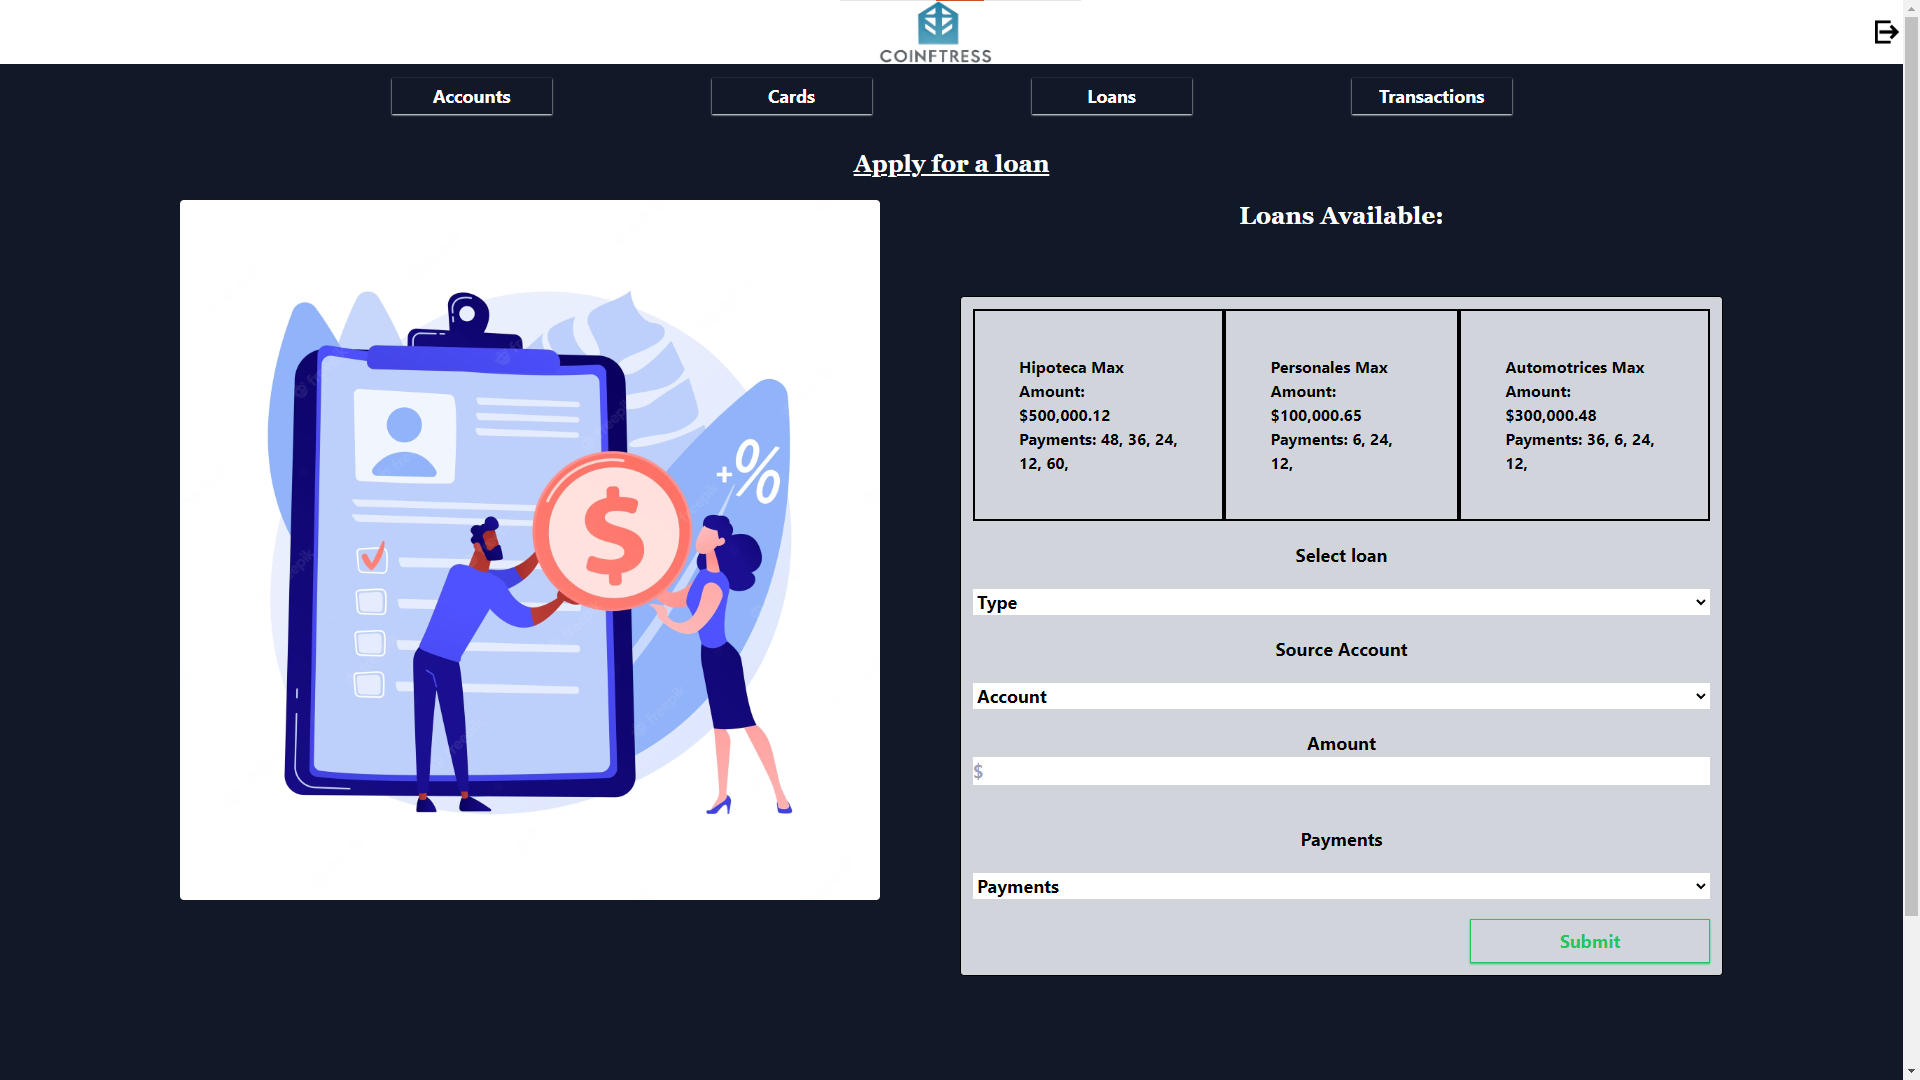 COINFTRESS
Accounts
Cards
Loans
Transactions
Apply for a loan
Loans Available:
Hipoteca Max
Amount:
$500,000.12
Payments: 48, 36, 24,
12, 60,
Personales Max
Amount:
$100,000.65
Payments: 6, 24,
12,
Automotrices Max
Amount:
$300,000.48
Payments: 36, 6, 24,
12,
+%
$
Select loan
Type
Source Account
Account
Amount
$
Payments
Payments
Submit